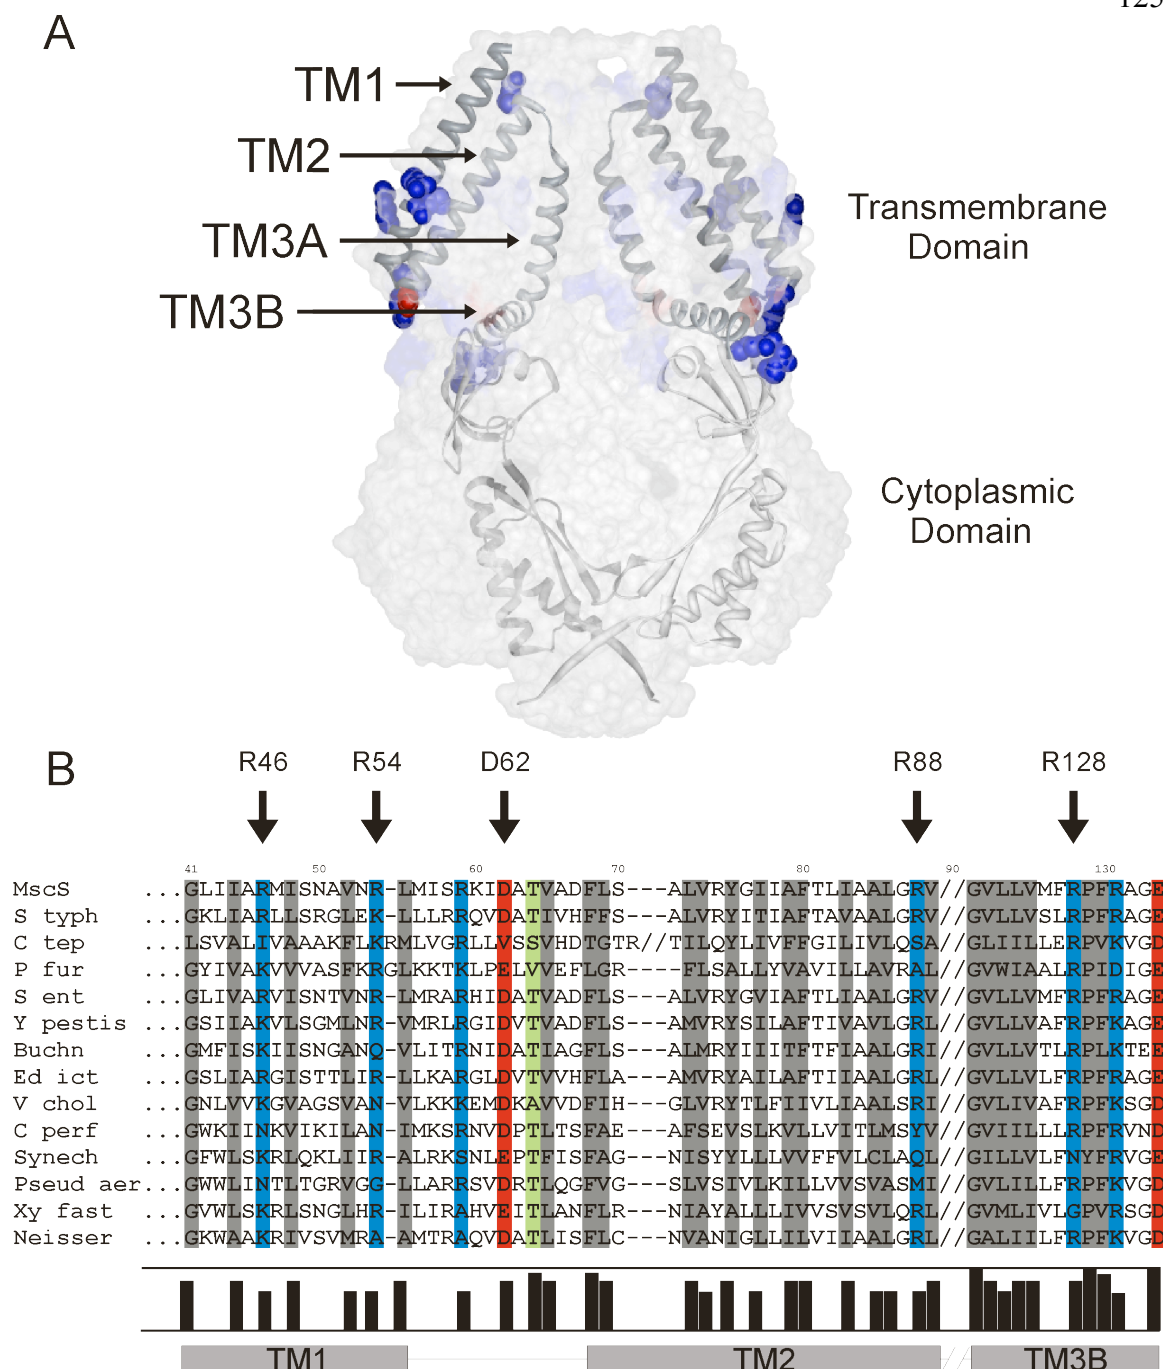 A
TM1
TM2
TM3A
TM3B
Transmembrane
Domain
Cytoplasmic
Domain
B
R46 R54 D62 R88 R128
41 50 60 70 80 90 130
MscS ...GLIIARMISNAVNR-LMISRKIDATVADFLS---ALVRYGIIAFTLIAALGRV//GVLLVMFRPFRAGE
S typh ...GKLIARLLSRGLEK-LLLRRQVDATIVHFFS---ALVRYITIAFTAVAALGRV//GVLLVSLRPFRAGE
C tep ...LSVALIVAAAKFLKRMLVGRLLVSSVHDTGTR//TILQYLIVFFGILIVLQSA//GLIILLERPVKVGD
P fur ...GYIVAKVVVASFKRGLKKTKLPELVVEFLGR----FLSALLYVAVILLAVRAL//GVWIAALRPIDIGE
S ent ...GLIVARVISNTVNR-LMRARHIDATVADFLS---ALVRYGVIAFTLIAALGRV//GVLLVMFRPFRAGE
Y pestis ...GSIIAKVLSGMLNR-VMRLRGIDVTVADFLS---AMVRYSILAFTIVAVLGRL//GVLLVAFRPFKAGE
Buchn ...GMFISKIISNGANQ-VLITRNIDATIAGFLS---ALMRYIIITFTFIAALGRI//GVLLVTLRPLKTEE
Ed ict ...GSLIARGISTTLIR-LLKARGLDVTVVHFLA---AMVRYAILAFTIIAALGRL//GVLLVLFRPFRAGE
V chol ...GNLVVKGVAGSVAN-VLKKKEMDKAVVDFIH---GLVRYTLFIIVLIAALSRI//GVLIVAFRPFKSGD
C perf ...GWKIINKVIKILAN-IMKSRNVDPTLTSFAE---AFSEVSLKVLLVITLMSYV//GVIILLLRPFRVND
Synech ...GFWLSKRLQKLIIR-ALRKSNLEPTFISFAG---NISYYLLLVVFFVLCLAQL//GILLVLFNYFRVGE
Pseud aer...GWWLINTLTGRVGG-LLARRSVDRTLQGFVG---SLVSIVLKILLVVSVASMI//GVLILLFRPFKVGD
Xy fast ...GVWLSKRLSNGLHR-ILIRAHVEITLANFLR---NIAYALLLIVVSVSVLQRL//GVMLIVLGPVRSGD
Neisser ...GKWAAKRIVSVMRA-AMTRAQVDATLISFLC---NVANIGLLILVIIAALGRL//GALIILFRPFKVGD
TM1 TM2 TM3B